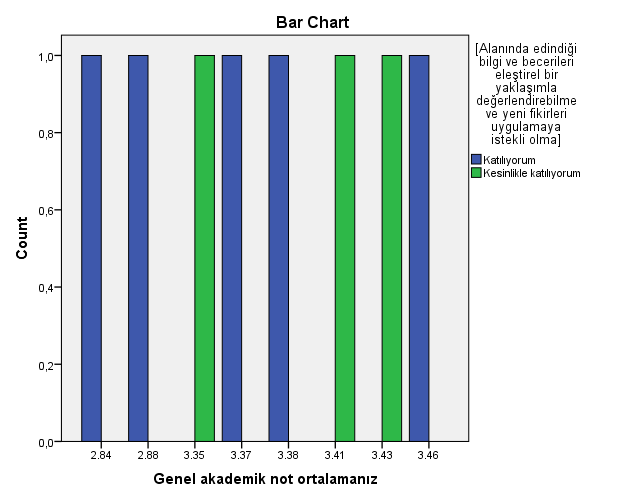 Bar Chart
[Alanında edindiği
bilgi ve becerileri
eleştirel bir
yaklaşımla
değerlendirebilme
ve yeni fikirleri
uygulamaya
istekli olma]
Katılıyorum
Kesinlikle katılıyorum
Count
1,0
0,8
0,6
0,4
0,2
0,0
2.84 2.88 3.35 3.37 3.38 3.41 3.43 3.46
Genel akademik not ortalamanız